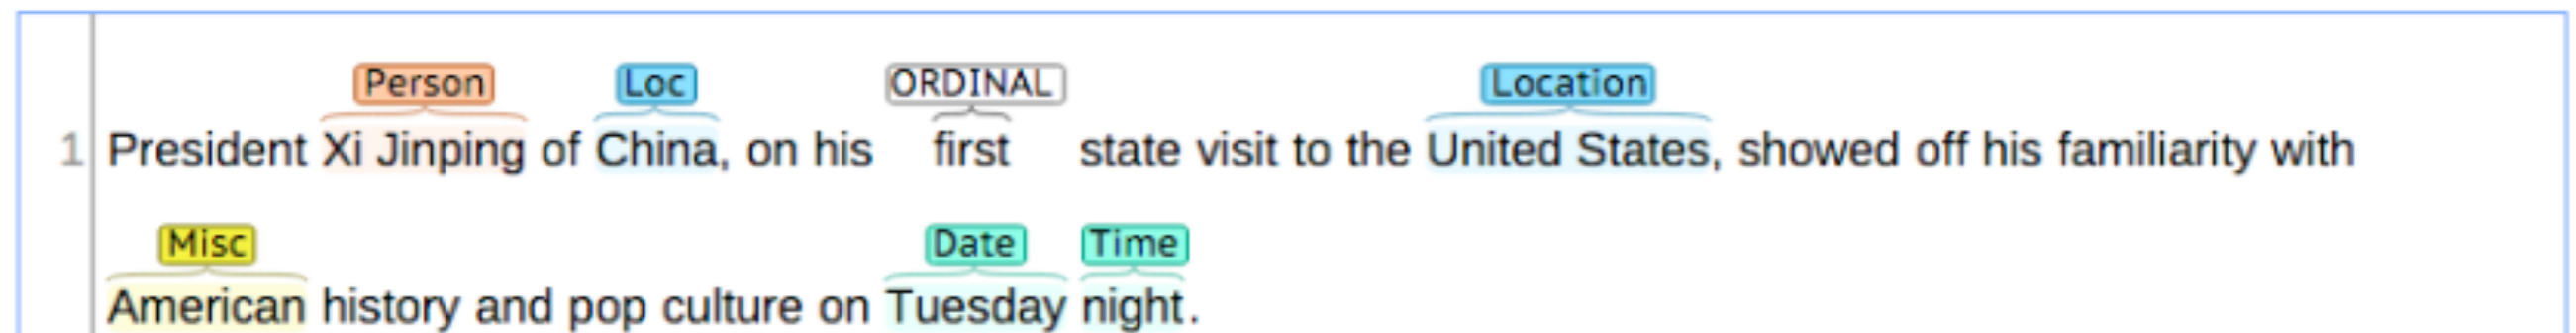 Person Loc ORDINAL Location
1 President Xi Jinping of China, on his first state visit to the United States, showed off his familiarity with
Misc Date Time
American history and pop culture on Tuesday night.